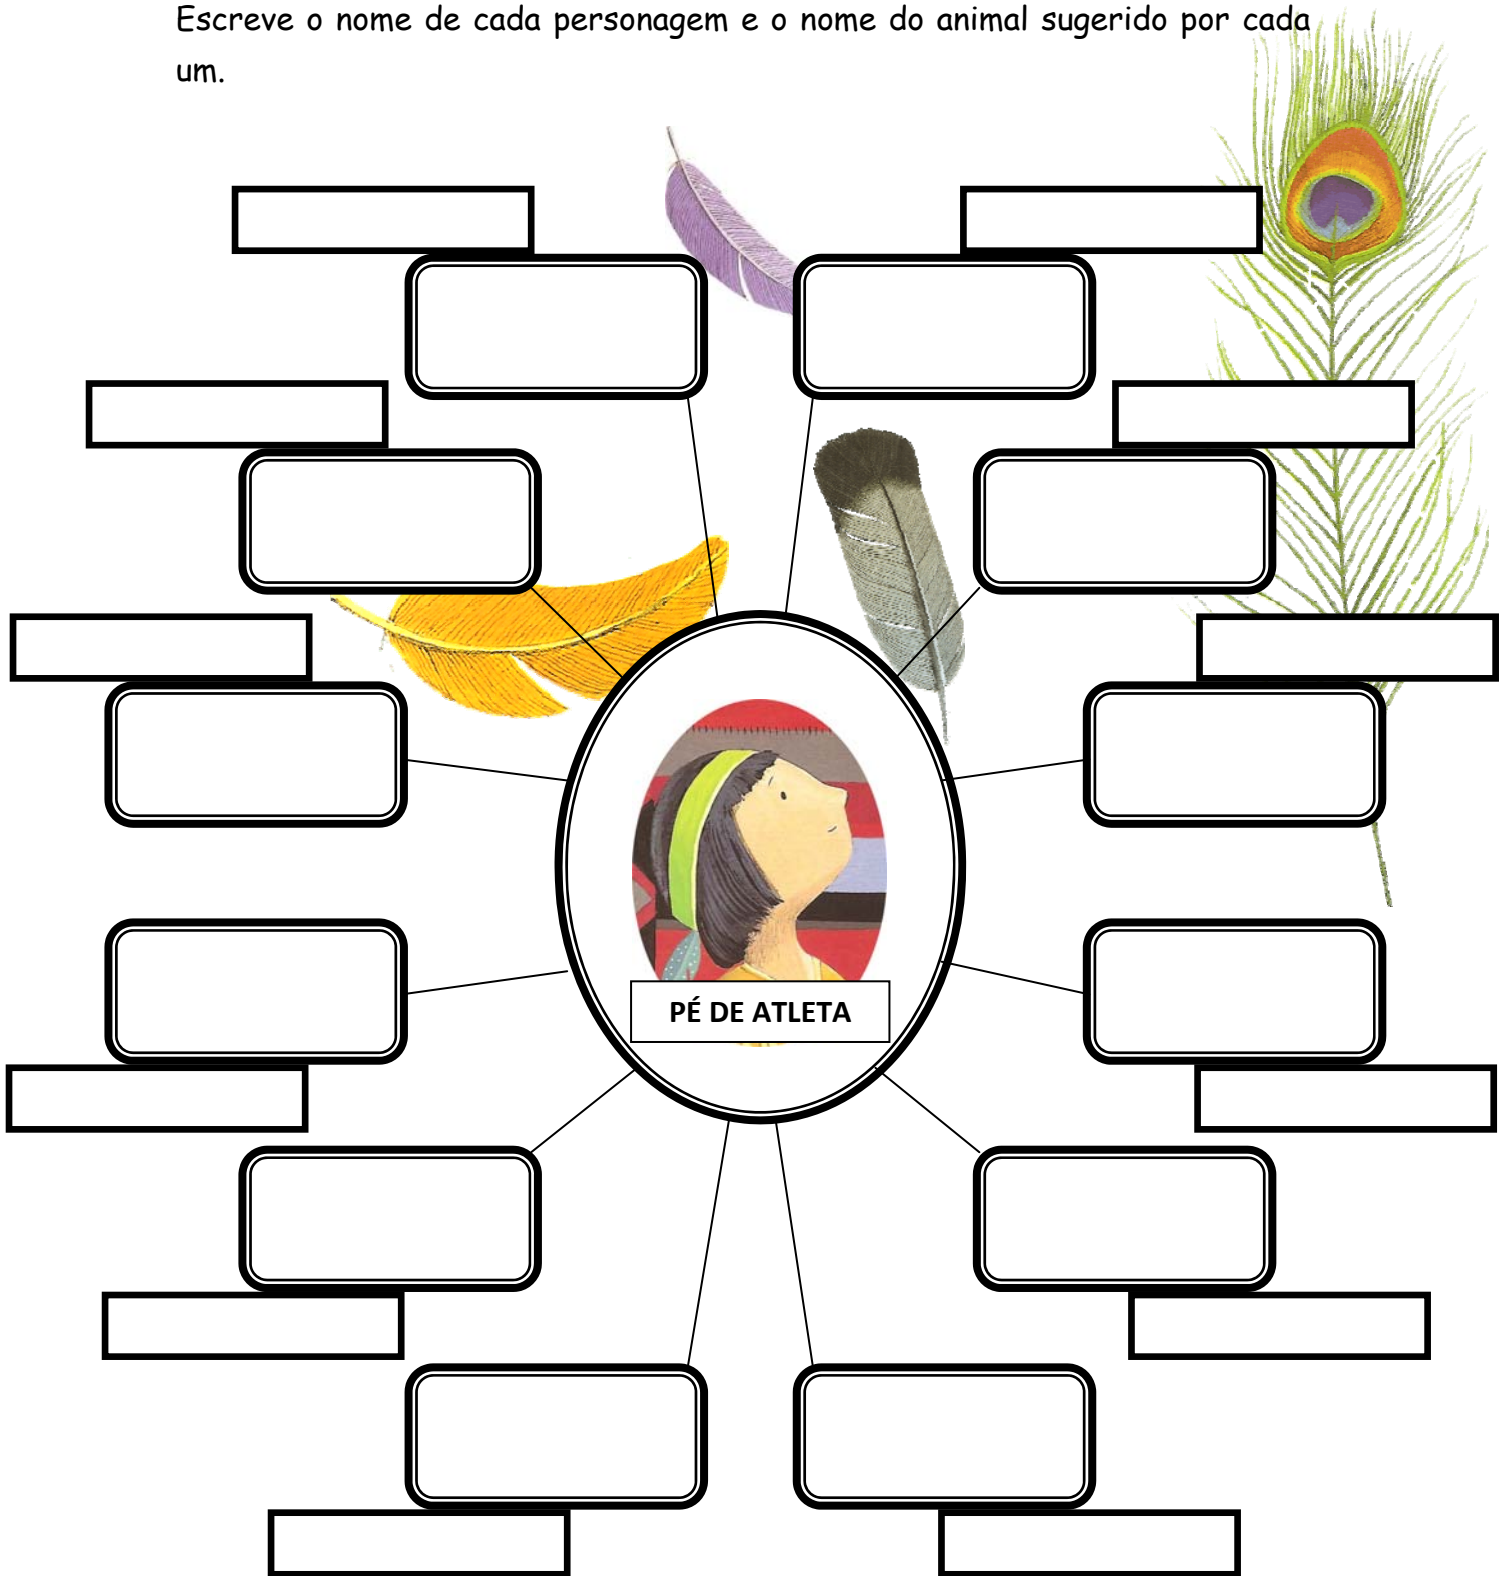 Escreve o nome de cada personagem e o nome do animal sugerido por cada
um.
PÉ DE ATLETA